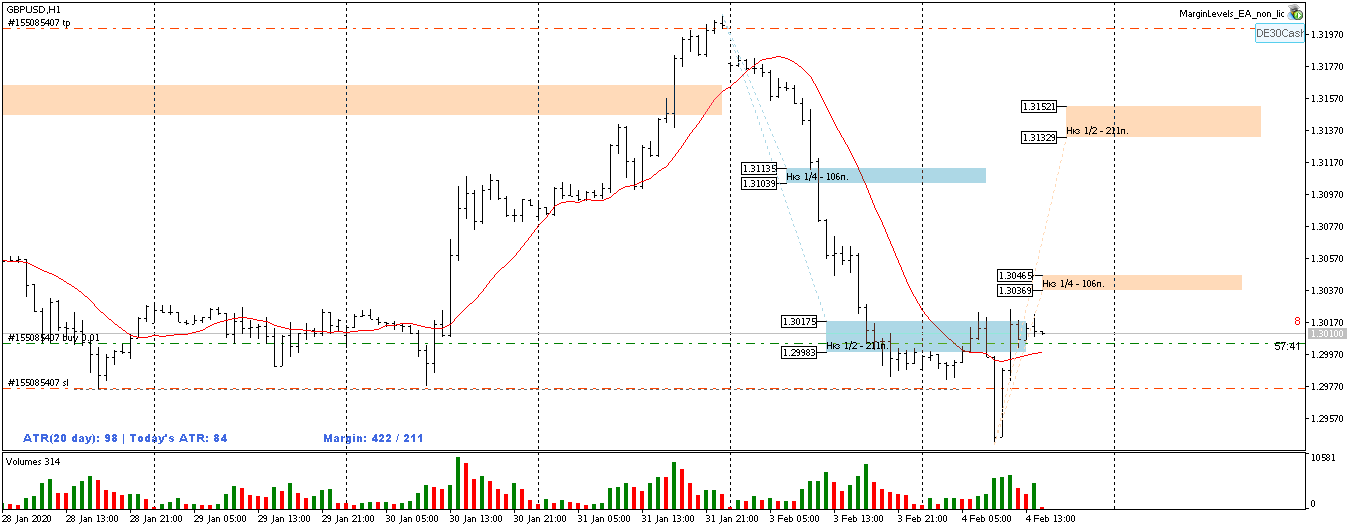 GBPUSD,H1
#155085407 tp
MarginLevels_EA_non_lic
DE30Cash
1.31970
1.31770
1.31570
1.31370
1.31170
1.30970
1.30770
1.30570
1.30370
1.30170
1.30100
1.29970
1.29770
1.29570
1.31521
1.31329
Нкз 1/2 - 211п.
1.31135
1.31039
Нкз 1/4 - 106п.
1.30465
1.30369
Нкз 1/4 - 106п.
1.30175
1.29983
Нкз 1/2 - 211п.
8
57:41
#155085407 buy 0.01
#155085407 sl
ATR(20 day): 98 | Today's ATR: 84
Margin: 422 / 211
Volumes 314
10581
0
28 Jan 2020
28 Jan 13:00
28 Jan 21:00
29 Jan 05:00
29 Jan 13:00
29 Jan 21:00
30 Jan 05:00
30 Jan 13:00
30 Jan 21:00
31 Jan 05:00
31 Jan 13:00
31 Jan 21:00
3 Feb 05:00
3 Feb 13:00
3 Feb 21:00
4 Feb 05:00
4 Feb 13:00